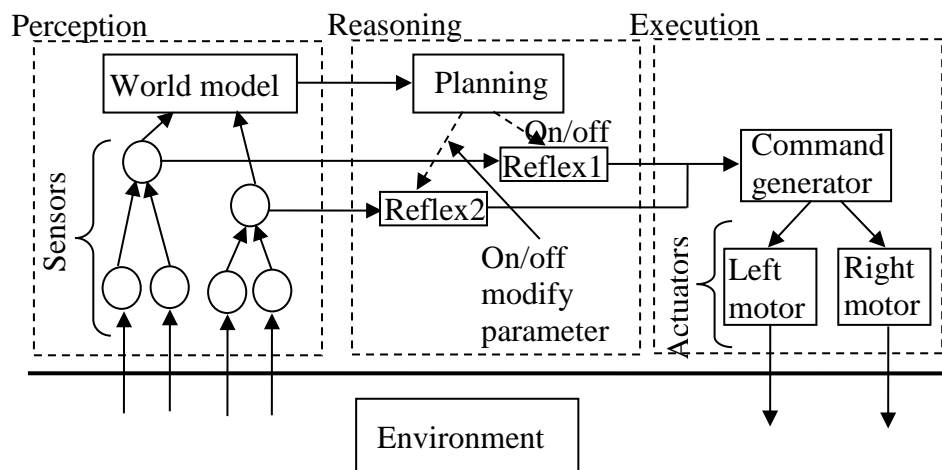 Perception
Reasoning
Execution
World model
Planning
On/off
Reflex1
Reflex2
Command
generator
Sensors
On/off
modify
parameter
Actuators
Left
motor
Right
motor
Environment